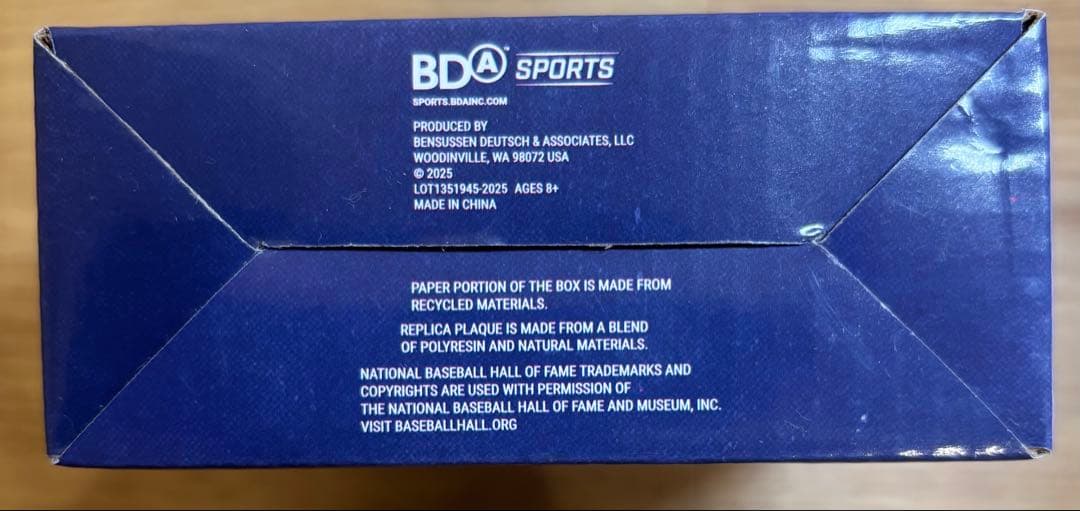 BDA™ SPORTS
SPORTS.BDAINC.COM
PRODUCED BY
BENSUSSEN DEUTSCH & ASSOCIATES, LLC
WOODINVILLE, WA 98072 USA
© 2025
LOT1351945-2025 AGES 8+
MADE IN CHINA
PAPER PORTION OF THE BOX IS MADE FROM
RECYCLED MATERIALS.
REPLICA PLAQUE IS MADE FROM A BLEND
OF POLYRESIN AND NATURAL MATERIALS.
NATIONAL BASEBALL HALL OF FAME TRADEMARKS AND
COPYRIGHTS ARE USED WITH PERMISSION OF
THE NATIONAL BASEBALL HALL OF FAME AND MUSEUM, INC.
VISIT BASEBALLHALL.ORG